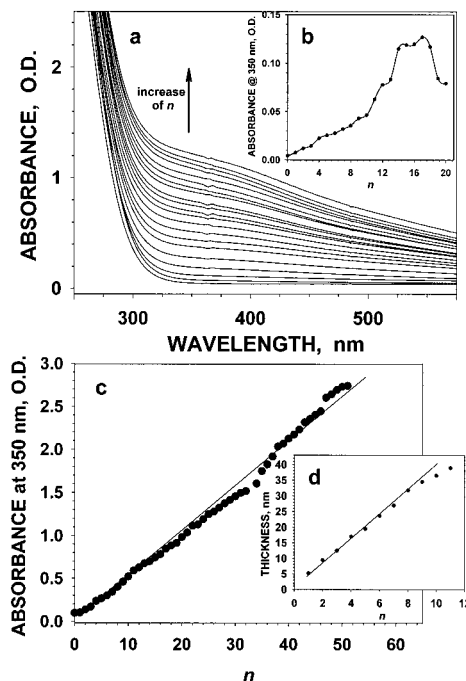 a
increase
of n
ABSORBANCE, O.D.
2
1
0
300
400
500
WAVELENGTH, nm
b
ABSORBANCE @ 350 nm, O.D.
0.15
0.10
0.05
0.00
0 4 8 12 16 20
n
c
ABSORBANCE at 350 nm, O.D.
3.0
2.5
2.0
1.5
1.0
0.5
0.0
0 10 20 30 40 50 60
n
d
THICKNESS, nm
40
35
30
25
20
15
10
5
0
0 2 4 6 8 10 12
n